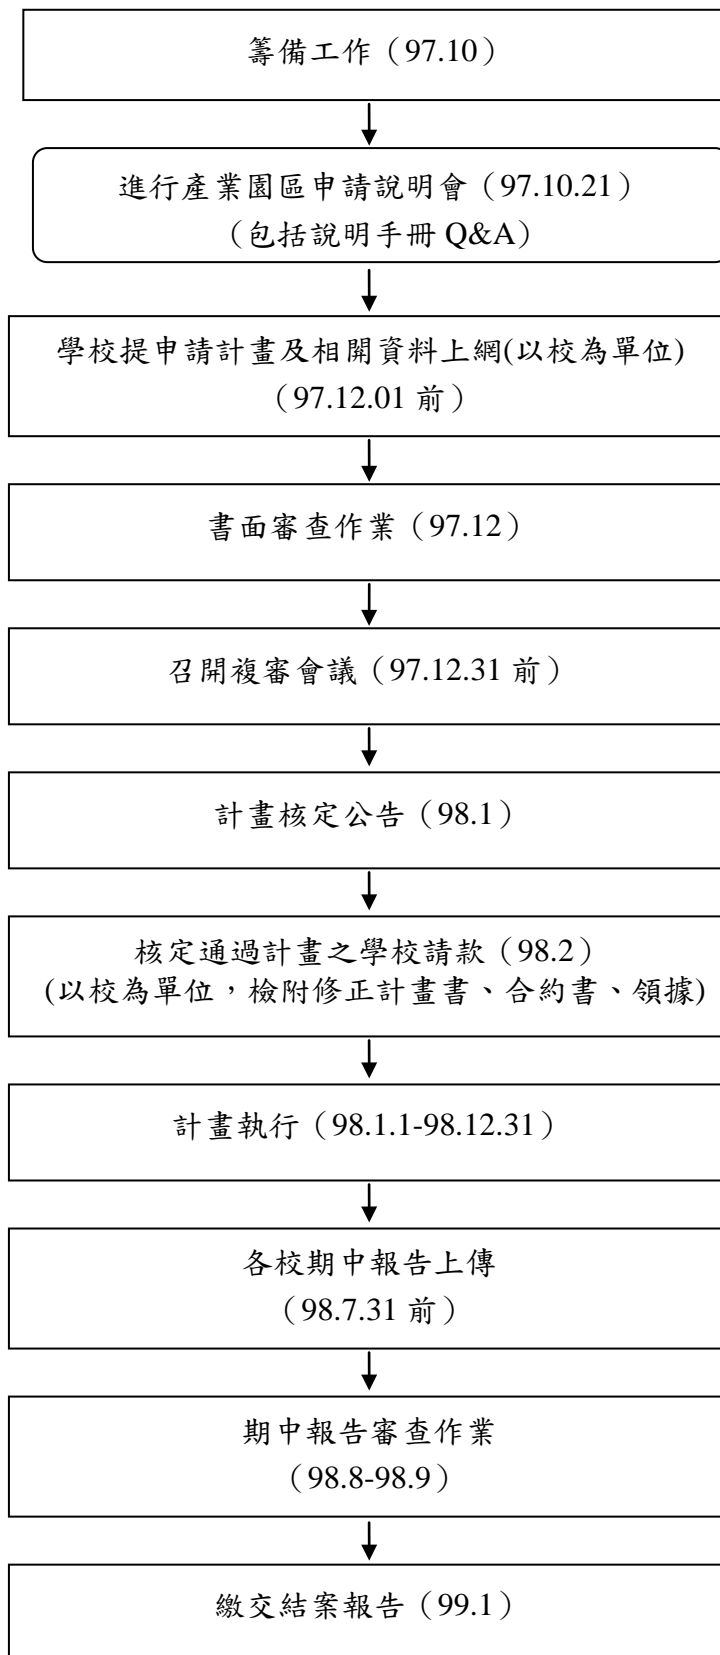 籌備工作（97.10）
進行產業園區申請說明會（97.10.21）
（包括說明手冊 Q&A）
學校提申請計畫及相開資料上網(以校為單位)
（97.12.01 前）
書面審查作業（97.12）
召開複審會議（97.12.31 前）
計畫核定公告（98.1）
核定通過計畫之學校請款（98.2）
(以校為單位，檢附修正計畫書、合約書、領據)
計畫執行（98.1.1-98.12.31）
各校期中報告上傳
（98.7.31 前）
期中報告審查作業
（98.8-98.9）
繳交結案報告（99.1）